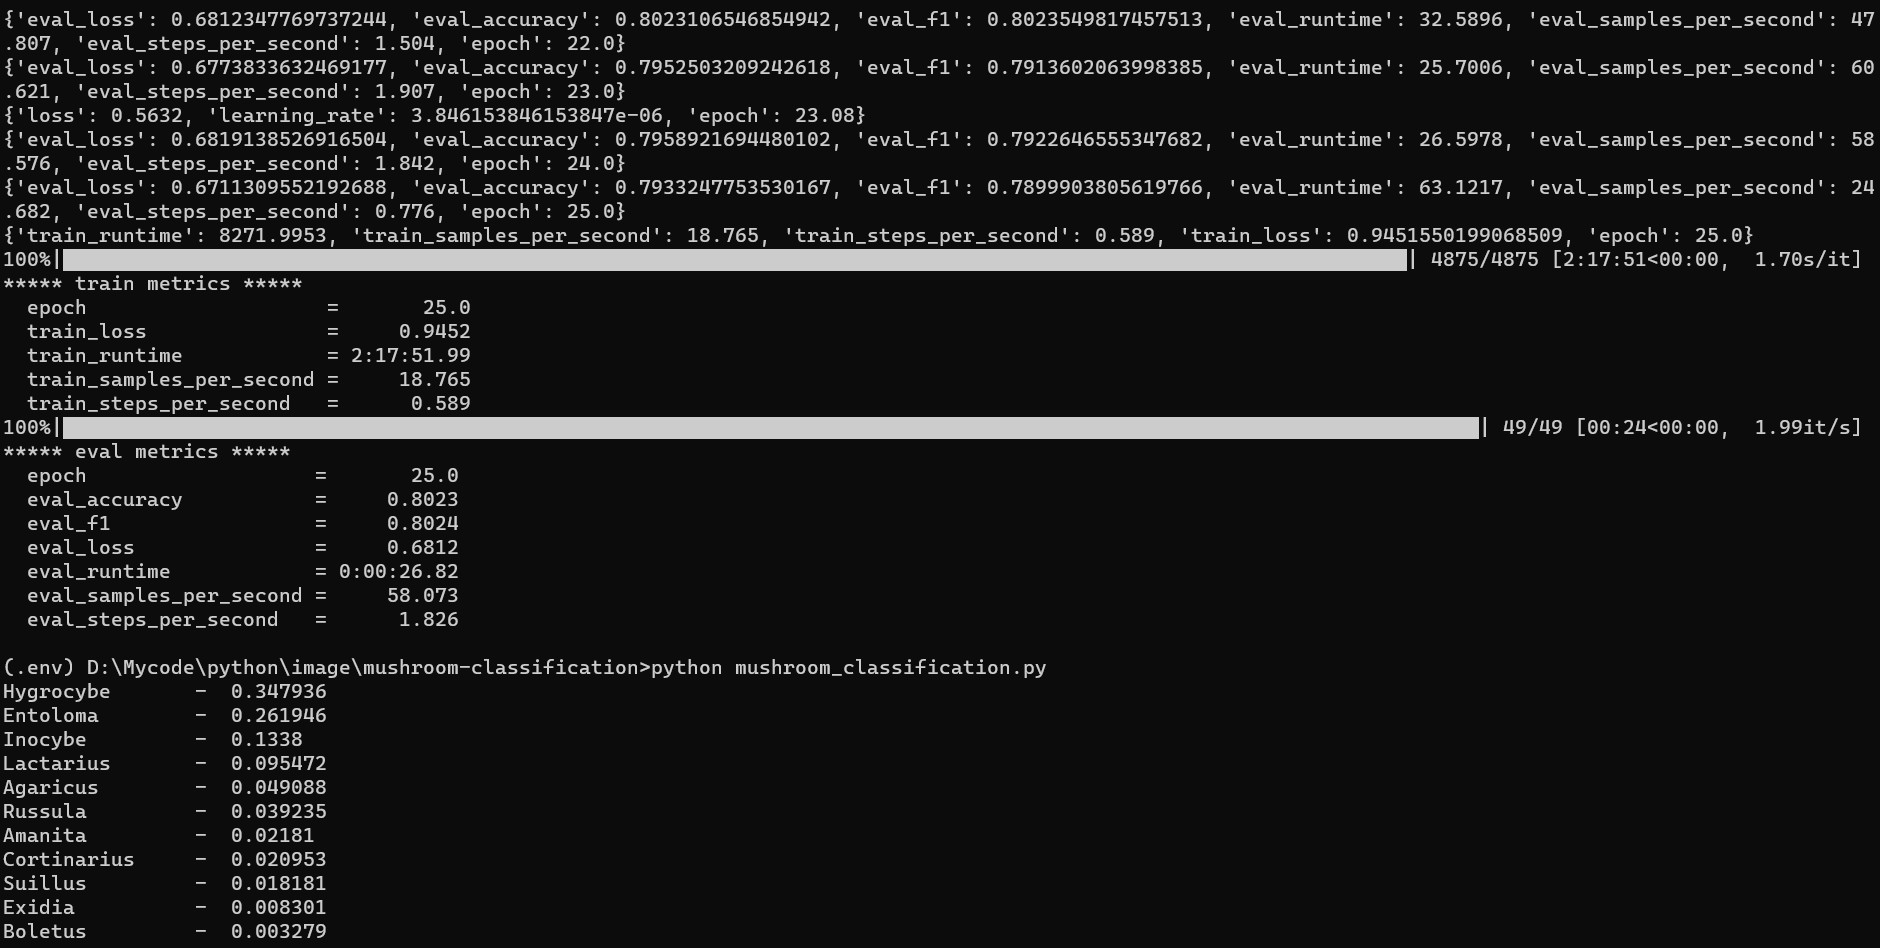 {'eval_loss': 0.6812347769737244, 'eval_accuracy': 0.8023106546854942, 'eval_f1': 0.8023549817457513, 'eval_runtime': 32.5896, 'eval_samples_per_second': 47
.807, 'eval_steps_per_second': 1.504, 'epoch': 22.0}
{'eval_loss': 0.6773833632469177, 'eval_accuracy': 0.7952503209242618, 'eval_f1': 0.7913602063998385, 'eval_runtime': 25.7006, 'eval_samples_per_second': 60
.621, 'eval_steps_per_second': 1.907, 'epoch': 23.0}
{'loss': 0.5632, 'learning_rate': 3.846153846153847e-06, 'epoch': 23.08}
{'eval_loss': 0.6819138526916504, 'eval_accuracy': 0.7958921694480102, 'eval_f1': 0.7922646555347682, 'eval_runtime': 26.5978, 'eval_samples_per_second': 58
.576, 'eval_steps_per_second': 1.842, 'epoch': 24.0}
{'eval_loss': 0.6711309552192688, 'eval_accuracy': 0.7933247753530167, 'eval_f1': 0.7899903805619766, 'eval_runtime': 63.1217, 'eval_samples_per_second': 24
.682, 'eval_steps_per_second': 0.776, 'epoch': 25.0}
{'train_runtime': 8271.9953, 'train_samples_per_second': 18.765, 'train_steps_per_second': 0.589, 'train_loss': 0.9451550199068509, 'epoch': 25.0}
100%| | 4875/4875 [2:17:51<00:00,  1.70s/it]
***** train metrics *****
  epoch                    =       25.0
  train_loss               =     0.9452
  train_runtime            = 2:17:51.99
  train_samples_per_second =     18.765
  train_steps_per_second   =      0.589
100%| | 49/49 [00:24<00:00,  1.99it/s]
***** eval metrics *****
  epoch                   =       25.0
  eval_accuracy           =     0.8023
  eval_f1                 =     0.8024
  eval_loss               =     0.6812
  eval_runtime            = 0:00:26.82
  eval_samples_per_second =     58.073
  eval_steps_per_second   =      1.826
(.env) D:\Mycode\python\image\mushroom-classification>python mushroom_classification.py
Hygrocybe       -  0.347936
Entoloma        -  0.261946
Inocybe         -  0.1338
Lactarius       -  0.095472
Agaricus        -  0.049088
Russula         -  0.039235
Amanita         -  0.02181
Cortinarius     -  0.020953
Suillus         -  0.018181
Exidia          -  0.008301
Boletus         -  0.003279